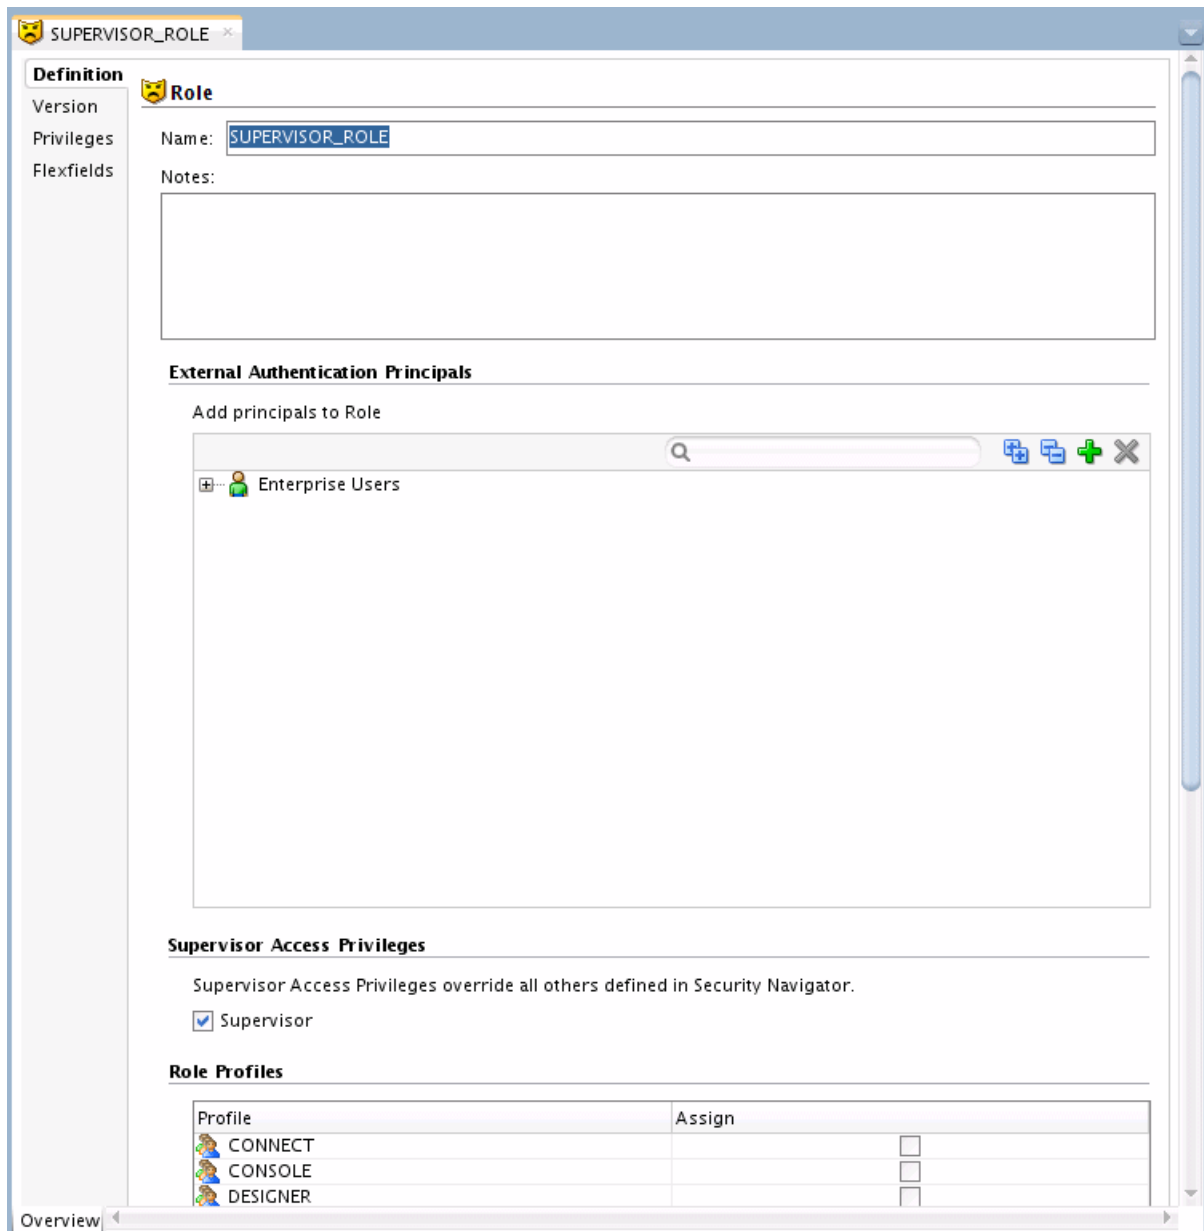 SUPERVISOR_ROLE
Definition
Version
Privileges
Flexfields
Role
Name: SUPERVISOR_ROLE
Notes:
External Authentication Principals
Add principals to Role
Enterprise Users
Supervisor Access Privileges
Supervisor Access Privileges override all others defined in Security Navigator.
Supervisor
Role Profiles
Profile Assign
CONNECT
CONSOLE
DESIGNER
Overview